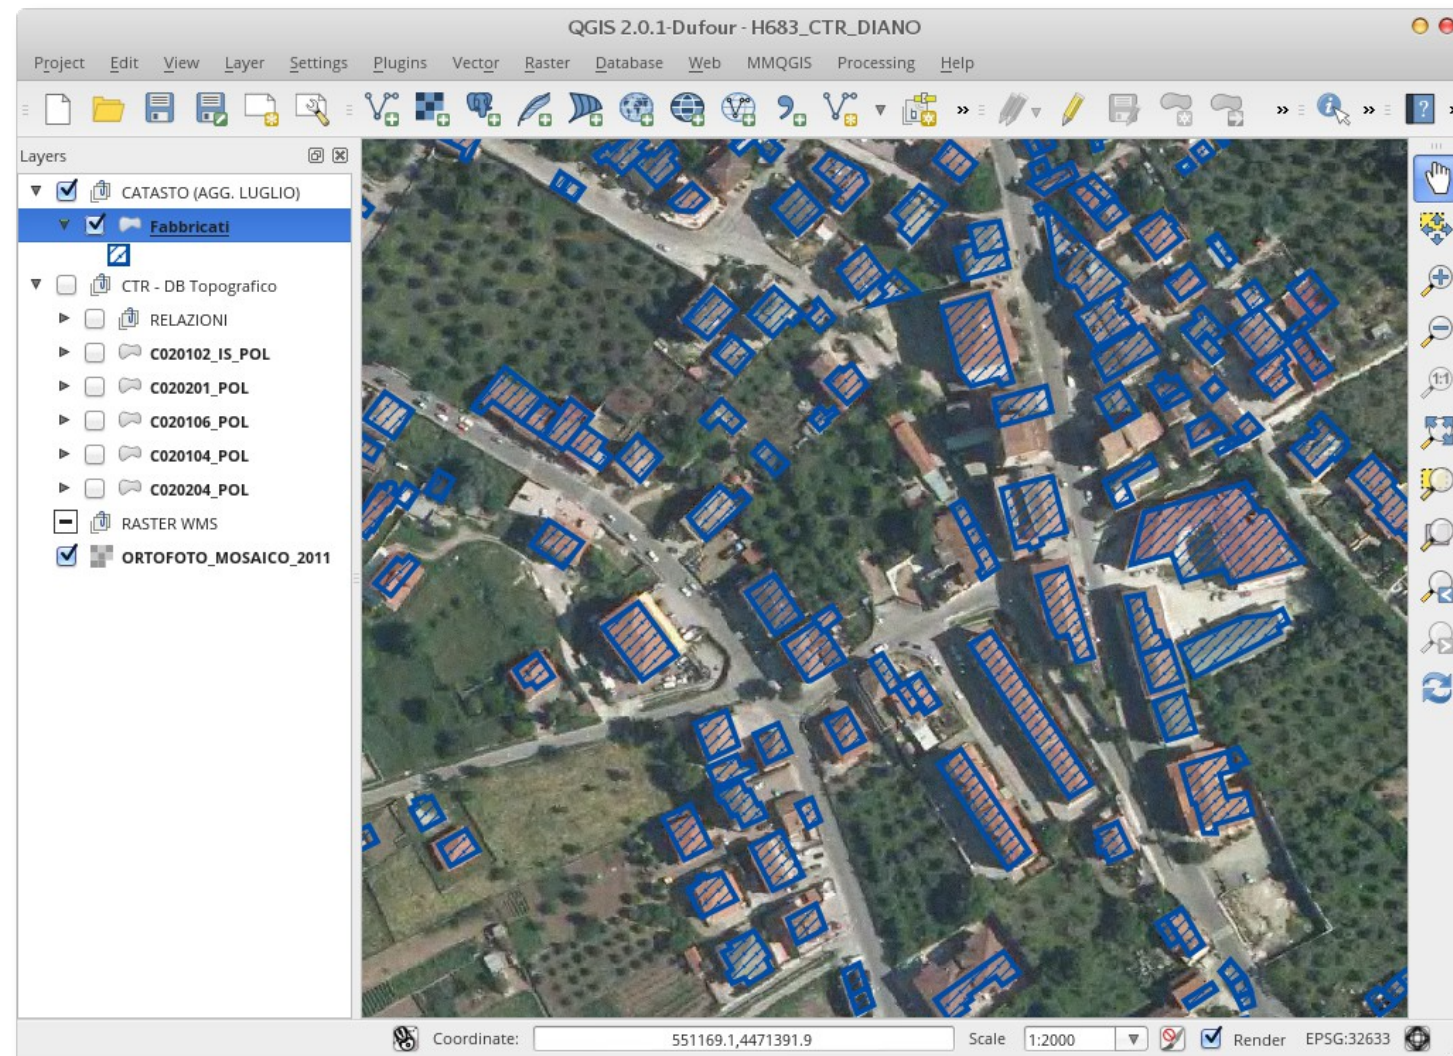 QGIS 2.0.1-Dufour - H683_CTR_DIANO
Project Edit View Layer Settings Plugins Vector Raster Database Web MMQGIS Processing Help
Layers
CATASTO (AGG. LUGLIO)
Fabbricati
CTR - DB Topografico
RELAZIONI
C020102_IS_POL
C020201_POL
C020106_POL
C020104_POL
C020204_POL
RASTER WMS
ORTOFOTO_MOSAICO_2011
1:1
Coordinate: 551169.1,4471391.9 Scale 1:2000 Render EPSG:32633